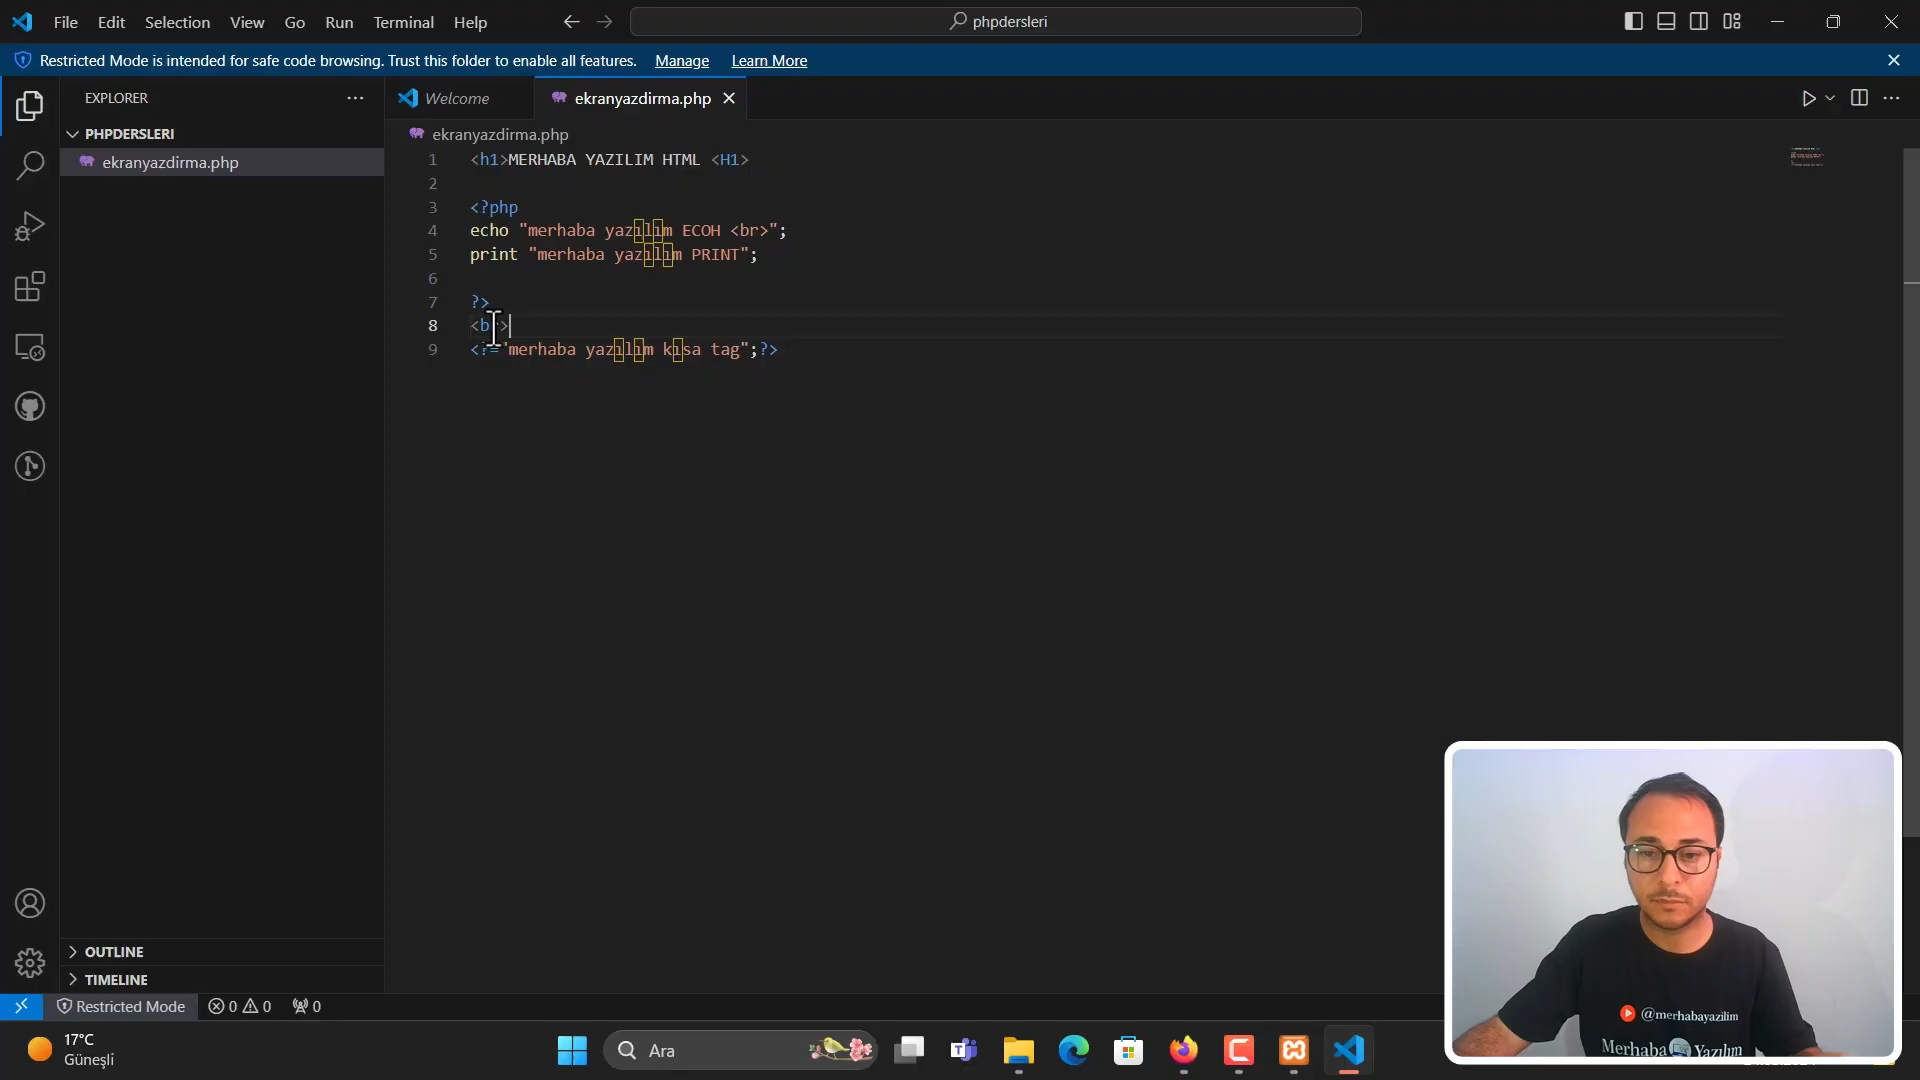 File Edit Selection View Go Run Terminal Help
phpdersleri
Restricted Mode is intended for safe code browsing. Trust this folder to enable all features. Manage Learn More
EXPLORER
Welcome
ekranyazdirma.php
PHPDERSLERI
ekranyazdirma.php
ekranyazdirma.php
1 <h1>MERHABA YAZILIM HTML <H1>
2
3 <?php
4 echo "merhaba yazılım ECOH <br>";
5 print "merhaba yazılım PRINT";
6
7 ?>
8
9 <?="merhaba yazılım kısa tag";?>
OUTLINE
TIMELINE
Restricted Mode
0 0
0
17°C
Güneşli
Ara
@merhabayazilim
Merhaba Yazılım